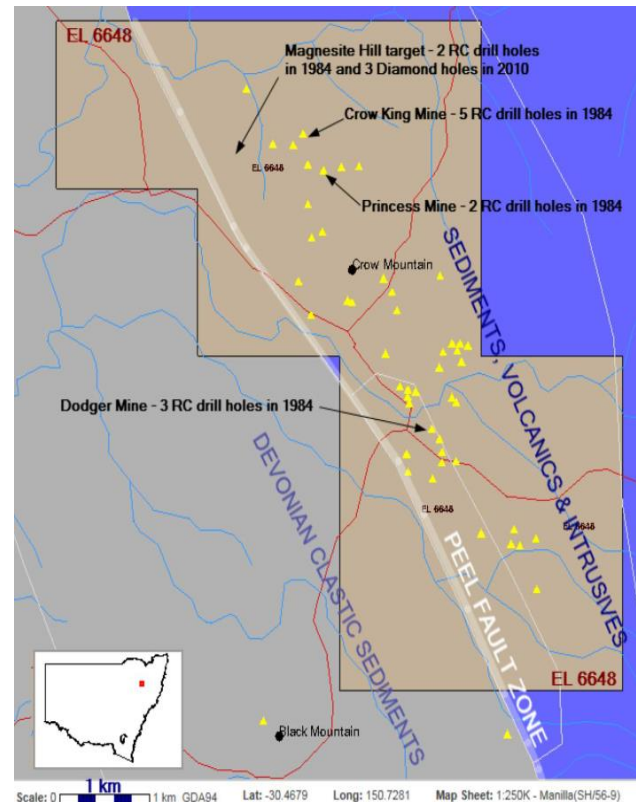 EL 6648
Magnesite Hill target - 2 RC drill holes
in 1984 and 3 Diamond holes in 2010
Crow King Mine - 5 RC drill holes in 1984
EL 6648
Princess Mine - 2 RC drill holes in 1984
Crow Mountain
SEDIMENTS, VOLCANICS & INTRUSIVES
Dodger Mine - 3 RC drill holes in 1984
DEVONIAN CLASTIC SEDIMENTS
EL 6648
EL 6648
PEEL FAULT ZONE
EL 6648
Black Mountain
1 km
Scale: 0 1 km GDA94 Lat: -30.4679 Long: 150.7281 Map Sheet: 1:250K - Manilla(SH/56-9)